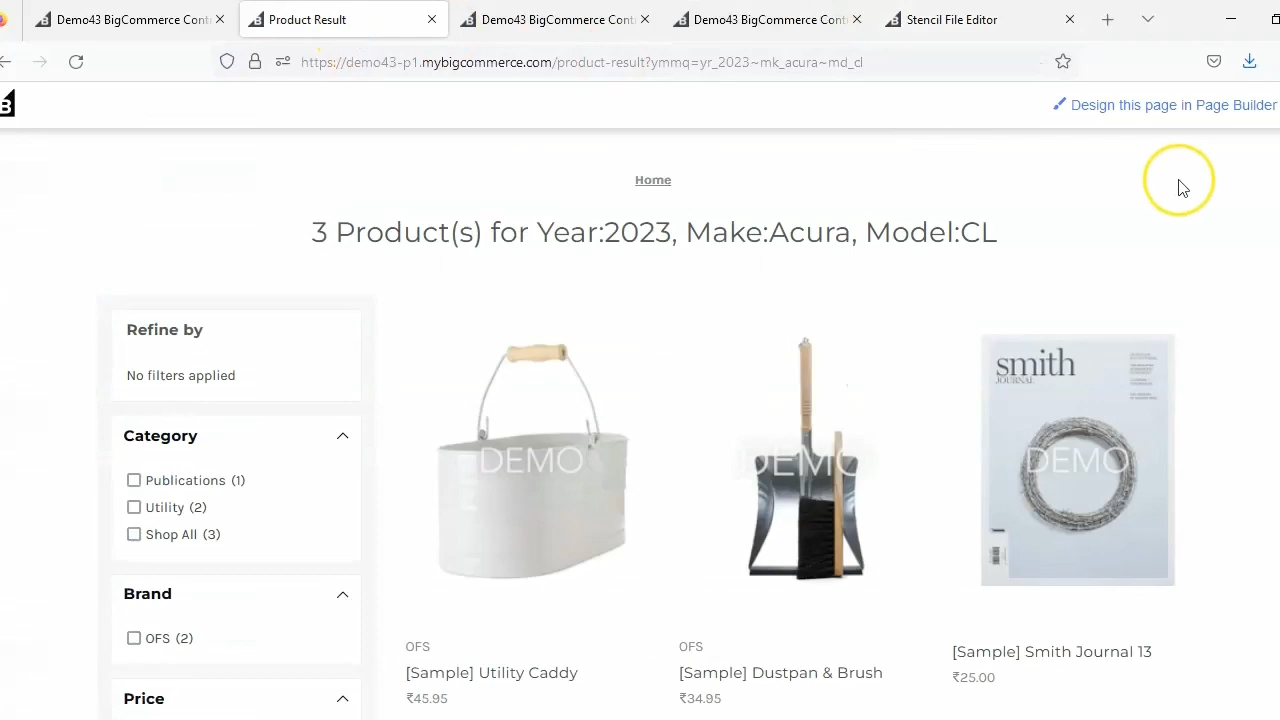 Demo43 BigCommerce Cont
Product Result
Demo43 BigCommerce Cont
Demo43 BigCommerce Cont
Stencil File Editor
https://demo43-p1.mybigcommerce.com/product-result?ymmq=yr_2023~mk_acura~md_cl
B
Design this page in Page Builder
Home
3 Product(s) for Year:2023, Make:Acura, Model:CL
Refine by
No filters applied
Category
Publications (1)
Utility (2)
Shop All (3)
Brand
OFS (2)
Price
DEMO
DEMO
smith
JOURNAL
DEMO
OFS
[Sample] Utility Caddy
₹45.95
OFS
[Sample] Dustpan & Brush
₹34.95
[Sample] Smith Journal 13
₹25.00